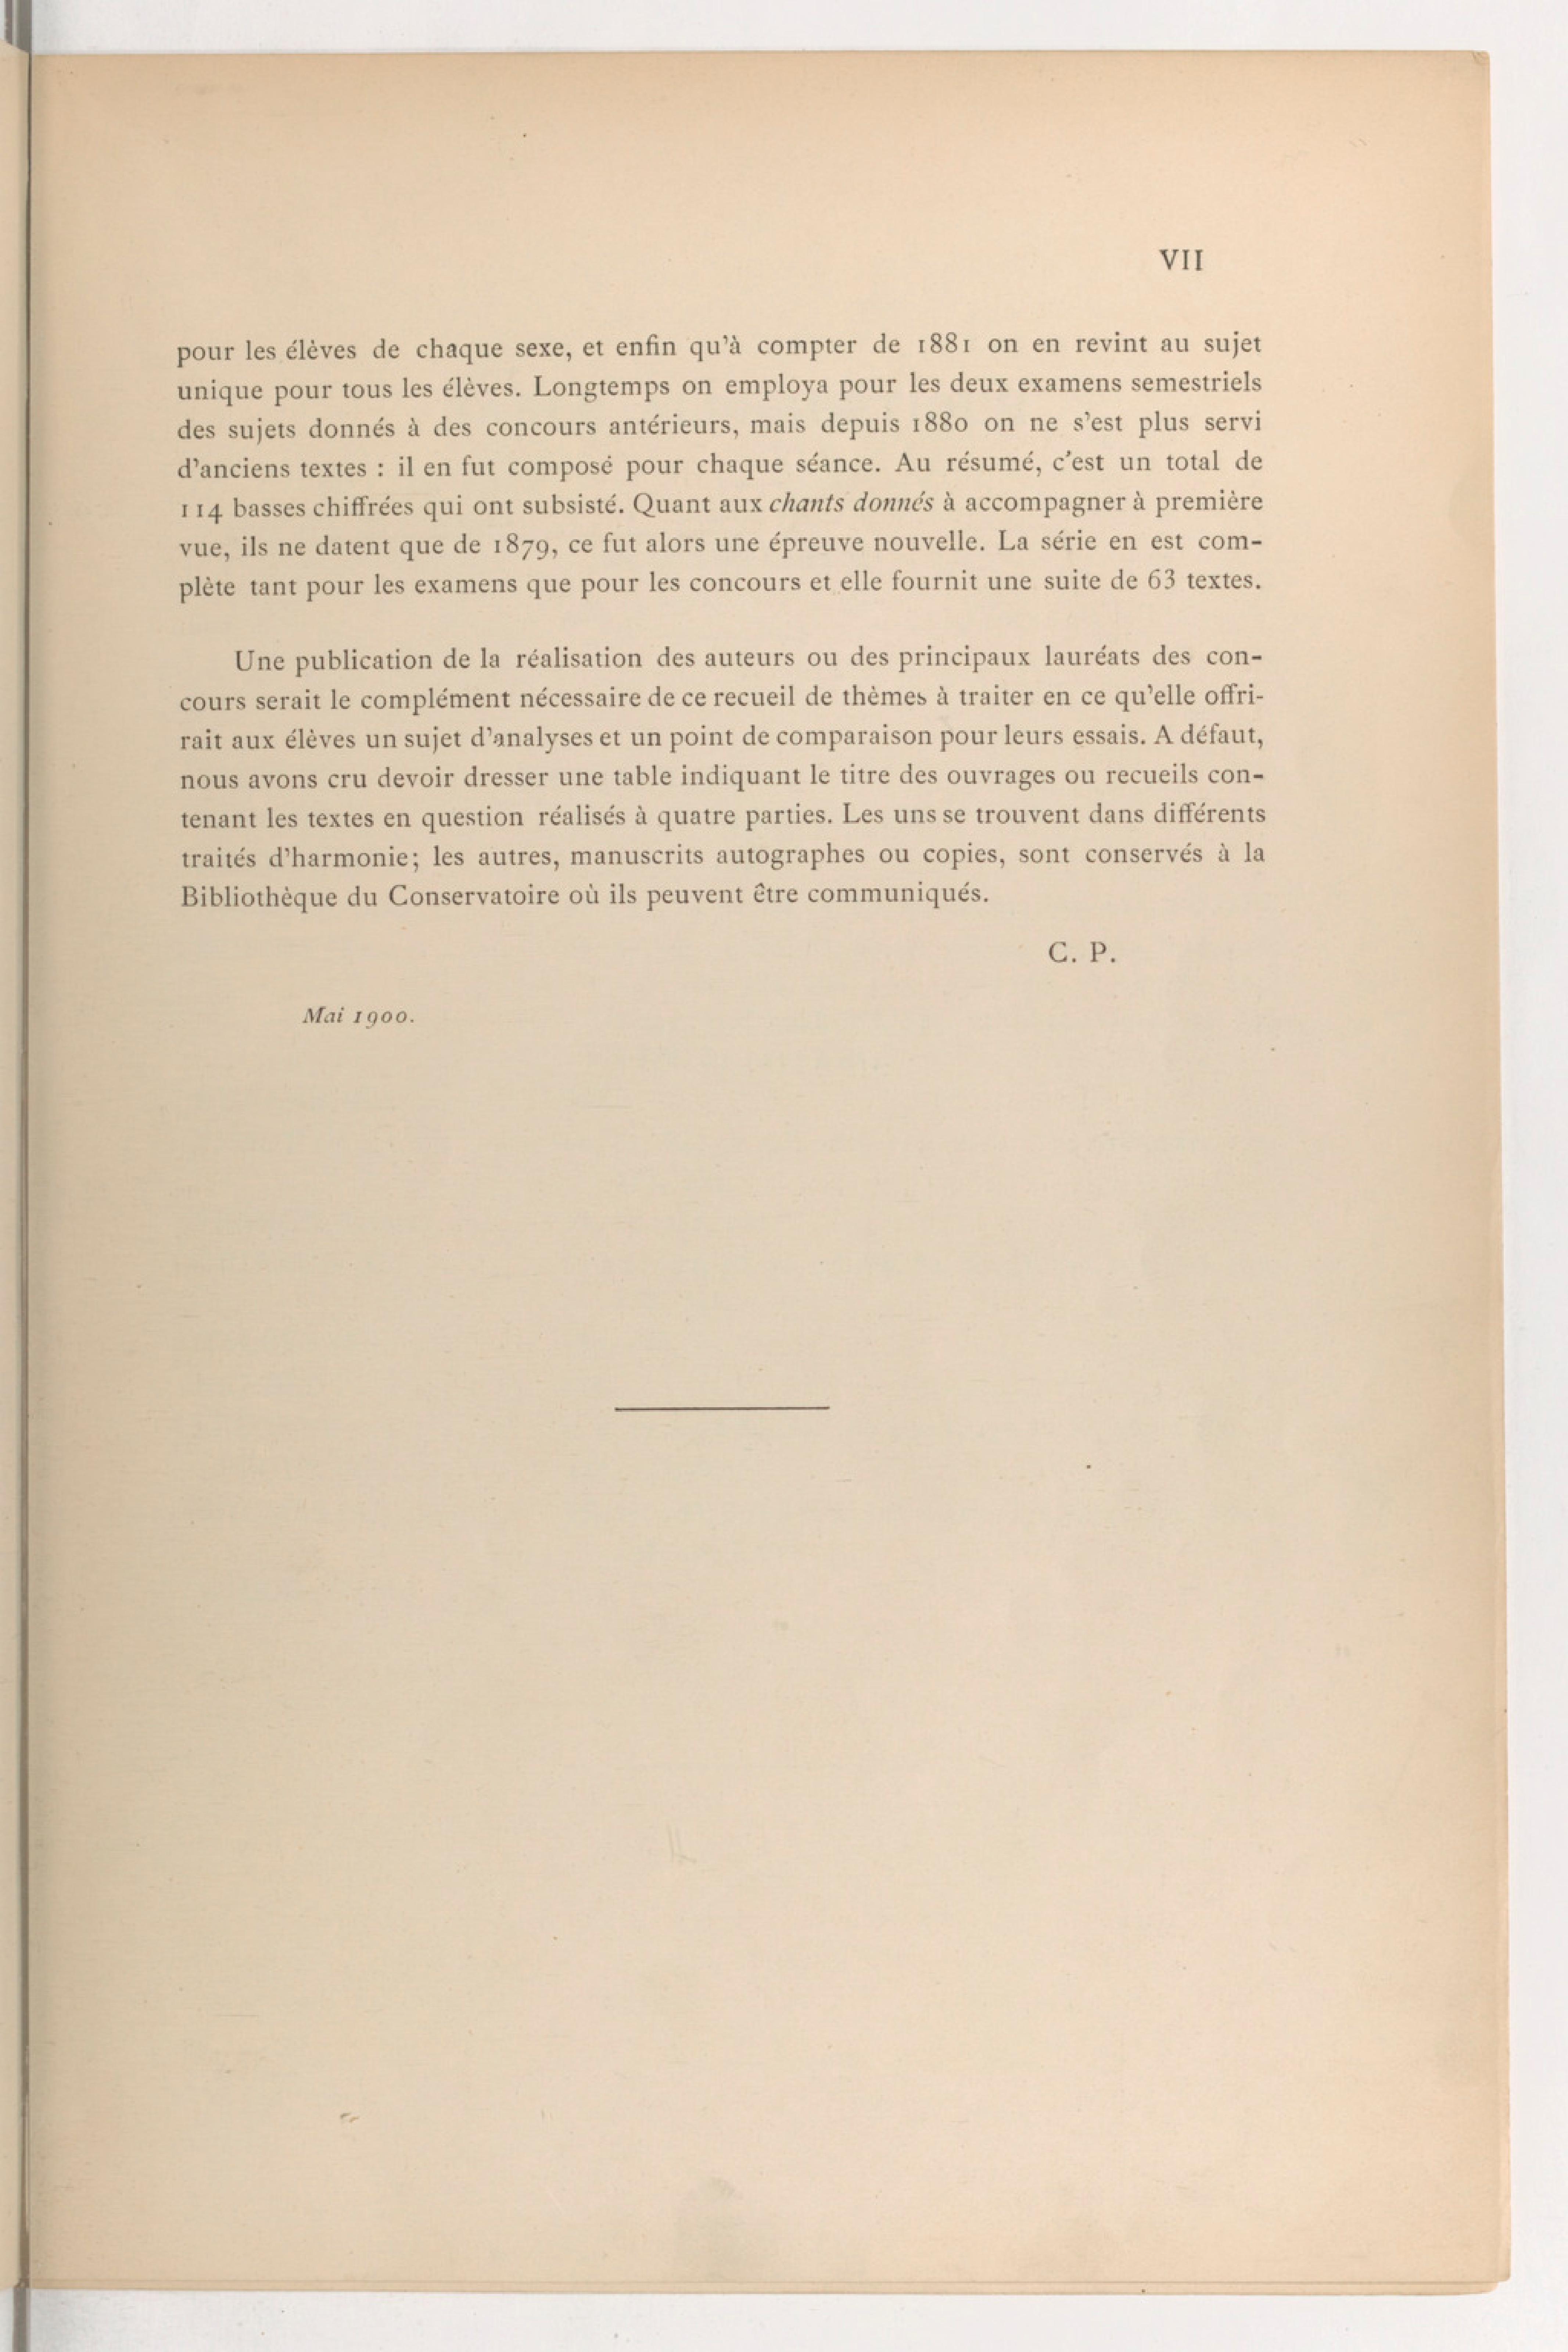 VII
pour les élèves de chaque sexe, et enfin qu'à compter de 1881 on en revint au sujet
unique pour tous les élèves. Longtemps on employa pour les deux examens semestriels
des sujets donnés à des concours antérieurs, mais depuis 1880 on ne s'est plus servi
d'anciens textes : il en fut composé pour chaque séance. Au résumé, c'est un total de
114 basses chiffrées qui ont subsisté. Quant aux chants donnés à accompagner à première
vue, ils ne datent que de 1879, ce fut alors une épreuve nouvelle. La série en est com-
plète tant pour les examens que pour les concours et elle fournit une suite de 63 textes.
Une publication de la réalisation des auteurs ou des principaux lauréats des con-
cours serait le complément nécessaire de ce recueil de thèmes à traiter en ce qu'elle offri-
rait aux élèves un sujet d'analyses et un point de comparaison pour leurs essais. A défaut,
nous avons cru devoir dresser une table indiquant le titre des ouvrages ou recueils con-
tenant les textes en question réalisés à quatre parties. Les uns se trouvent dans différents
traités d'harmonie; les autres, manuscrits autographes ou copies, sont conservés à la
Bibliothèque du Conservatoire où ils peuvent être communiqués.
C. P.
Mai 1900.